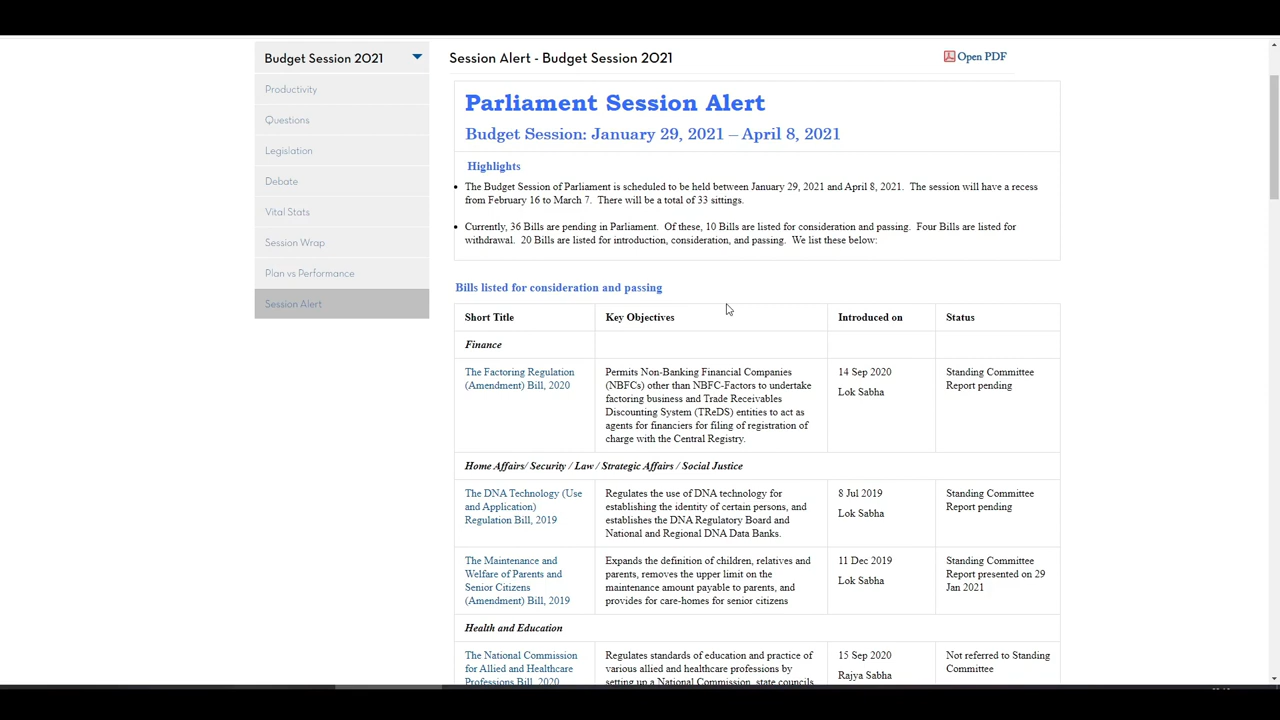 Budget Session 2021
Productivity
Questions
Legislation
Debate
Vital Stats
Session Wrap
Plan vs Performance
Session Alert
Session Alert - Budget Session 2021
Open PDF
Parliament Session Alert
Budget Session: January 29, 2021 – April 8, 2021
Highlights
• The Budget Session of Parliament is scheduled to be held between January 29, 2021 and April 8, 2021. The session will have a recess
from February 16 to March 7. There will be a total of 33 sittings.
• Currently, 36 Bills are pending in Parliament. Of these, 10 Bills are listed for consideration and passing. Four Bills are listed for
withdrawal. 20 Bills are listed for introduction, consideration, and passing. We list these below:
Bills listed for consideration and passing
Short Title Key Objectives Introduced on Status
Finance
The Factoring Regulation
(Amendment) Bill, 2020
Permits Non-Banking Financial Companies
(NBFCs) other than NBFC-Factors to undertake
factoring business and Trade Receivables
Discounting System (TReDS) entities to act as
agents for financiers for filing of registration of
charge with the Central Registry.
14 Sep 2020
Lok Sabha
Standing Committee
Report pending
Home Affairs/ Security / Law / Strategic Affairs / Social Justice
The DNA Technology (Use
and Application)
Regulation Bill, 2019
Regulates the use of DNA technology for
establishing the identity of certain persons, and
establishes the DNA Regulatory Board and
National and Regional DNA Data Banks.
8 Jul 2019
Lok Sabha
Standing Committee
Report pending
The Maintenance and
Welfare of Parents and
Senior Citizens
(Amendment) Bill, 2019
Expands the definition of children, relatives and
parents, removes the upper limit on the
maintenance amount payable to parents, and
provides for care-homes for senior citizens
11 Dec 2019
Lok Sabha
Standing Committee
Report presented on 29
Jan 2021
Health and Education
The National Commission
for Allied and Healthcare
Professions Bill, 2020
Regulates standards of education and practice of
various allied and healthcare professions by
setting up a National Commission, state councils
15 Sep 2020
Rajya Sabha
Not referred to Standing
Committee